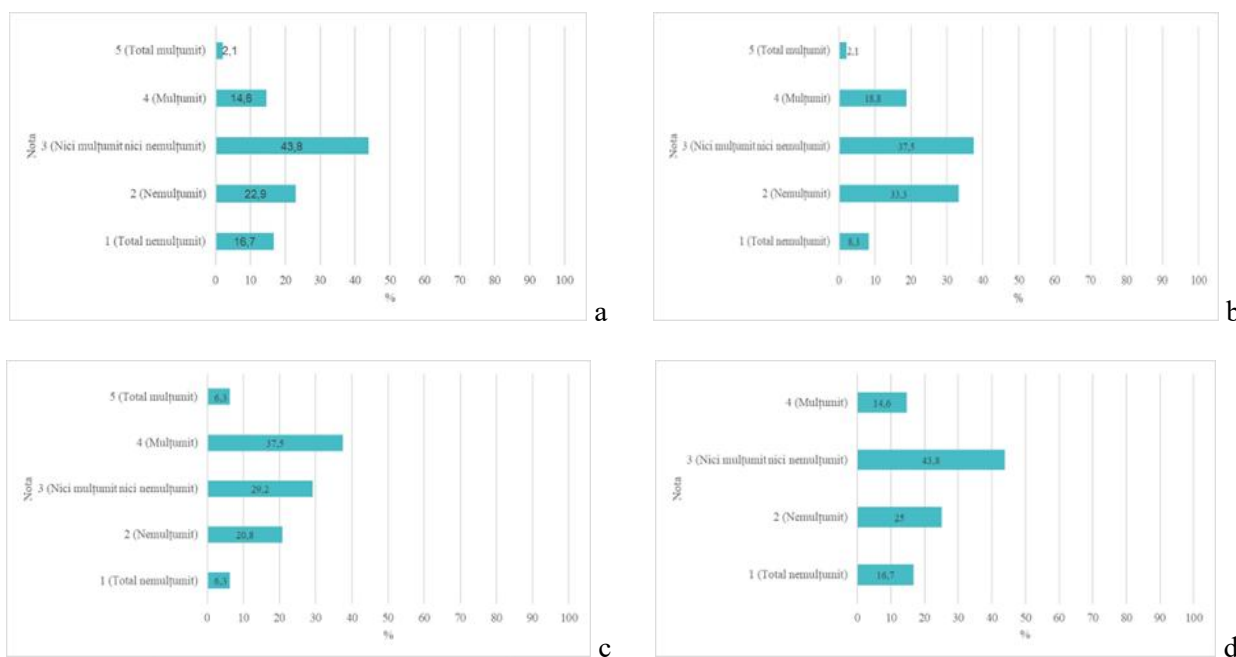 5 (Total mulțumit)
2,1
4 (Mulțumit)
14,6
3 (Nici mulțumit nici nemulțumit)
43,8
2 (Nemulțumit)
22,9
1 (Total nemulțumit)
16,7
Nota
0 10 20 30 40 50 60 70 80 90 100
%
a
5 (Total mulțumit)
2,1
4 (Mulțumit)
18,8
3 (Nici mulțumit nici nemulțumit)
37,5
2 (Nemulțumit)
33,3
1 (Total nemulțumit)
8,3
Nota
0 10 20 30 40 50 60 70 80 90 100
%
b
5 (Total mulțumit)
6,3
4 (Mulțumit)
37,5
3 (Nici mulțumit nici nemulțumit)
29,2
2 (Nemulțumit)
20,8
1 (Total nemulțumit)
6,3
Nota
0 10 20 30 40 50 60 70 80 90 100
%
c
4 (Mulțumit)
14,6
3 (Nici mulțumit nici nemulțumit)
43,8
2 (Nemulțumit)
25
1 (Total nemulțumit)
16,7
Nota
0 10 20 30 40 50 60 70 80 90 100
%
d